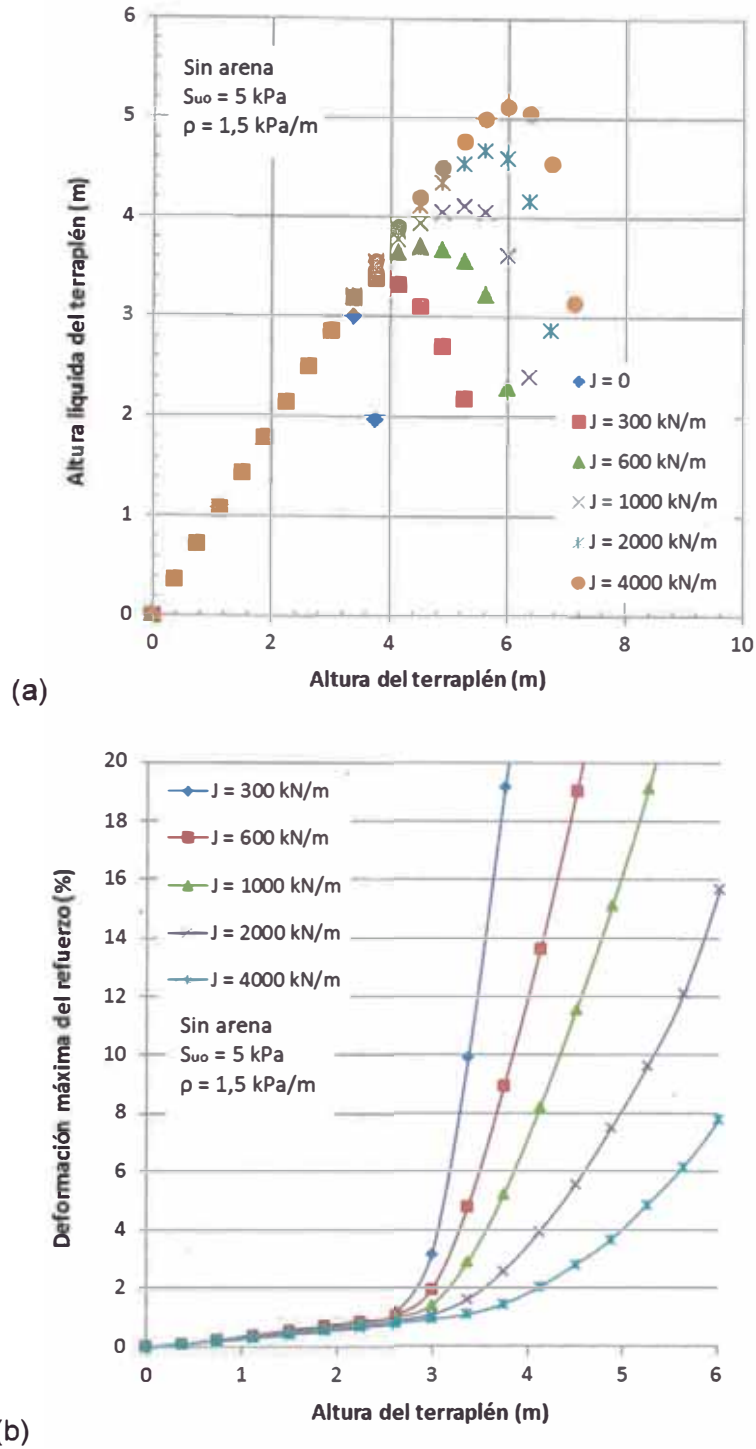 6
5
4
3
2
1
0
Altura líquida del terraplén (m)
Sin arena
Suo = 5 kPa
ρ = 1,5 kPa/m
J = 0
J = 300 kN/m
J = 600 kN/m
J = 1000 kN/m
J = 2000 kN/m
J = 4000 kN/m
0 2 4 6 8 10
Altura del terraplén (m)
(a)
20
18
16
14
12
10
8
6
4
2
0
Deformación máxima del refuerzo (%)
J = 300 kN/m
J = 600 kN/m
J = 1000 kN/m
J = 2000 kN/m
J = 4000 kN/m
Sin arena
Suo = 5 kPa
ρ = 1,5 kPa/m
0 1 2 3 4 5 6
Altura del terraplén (m)
(b)